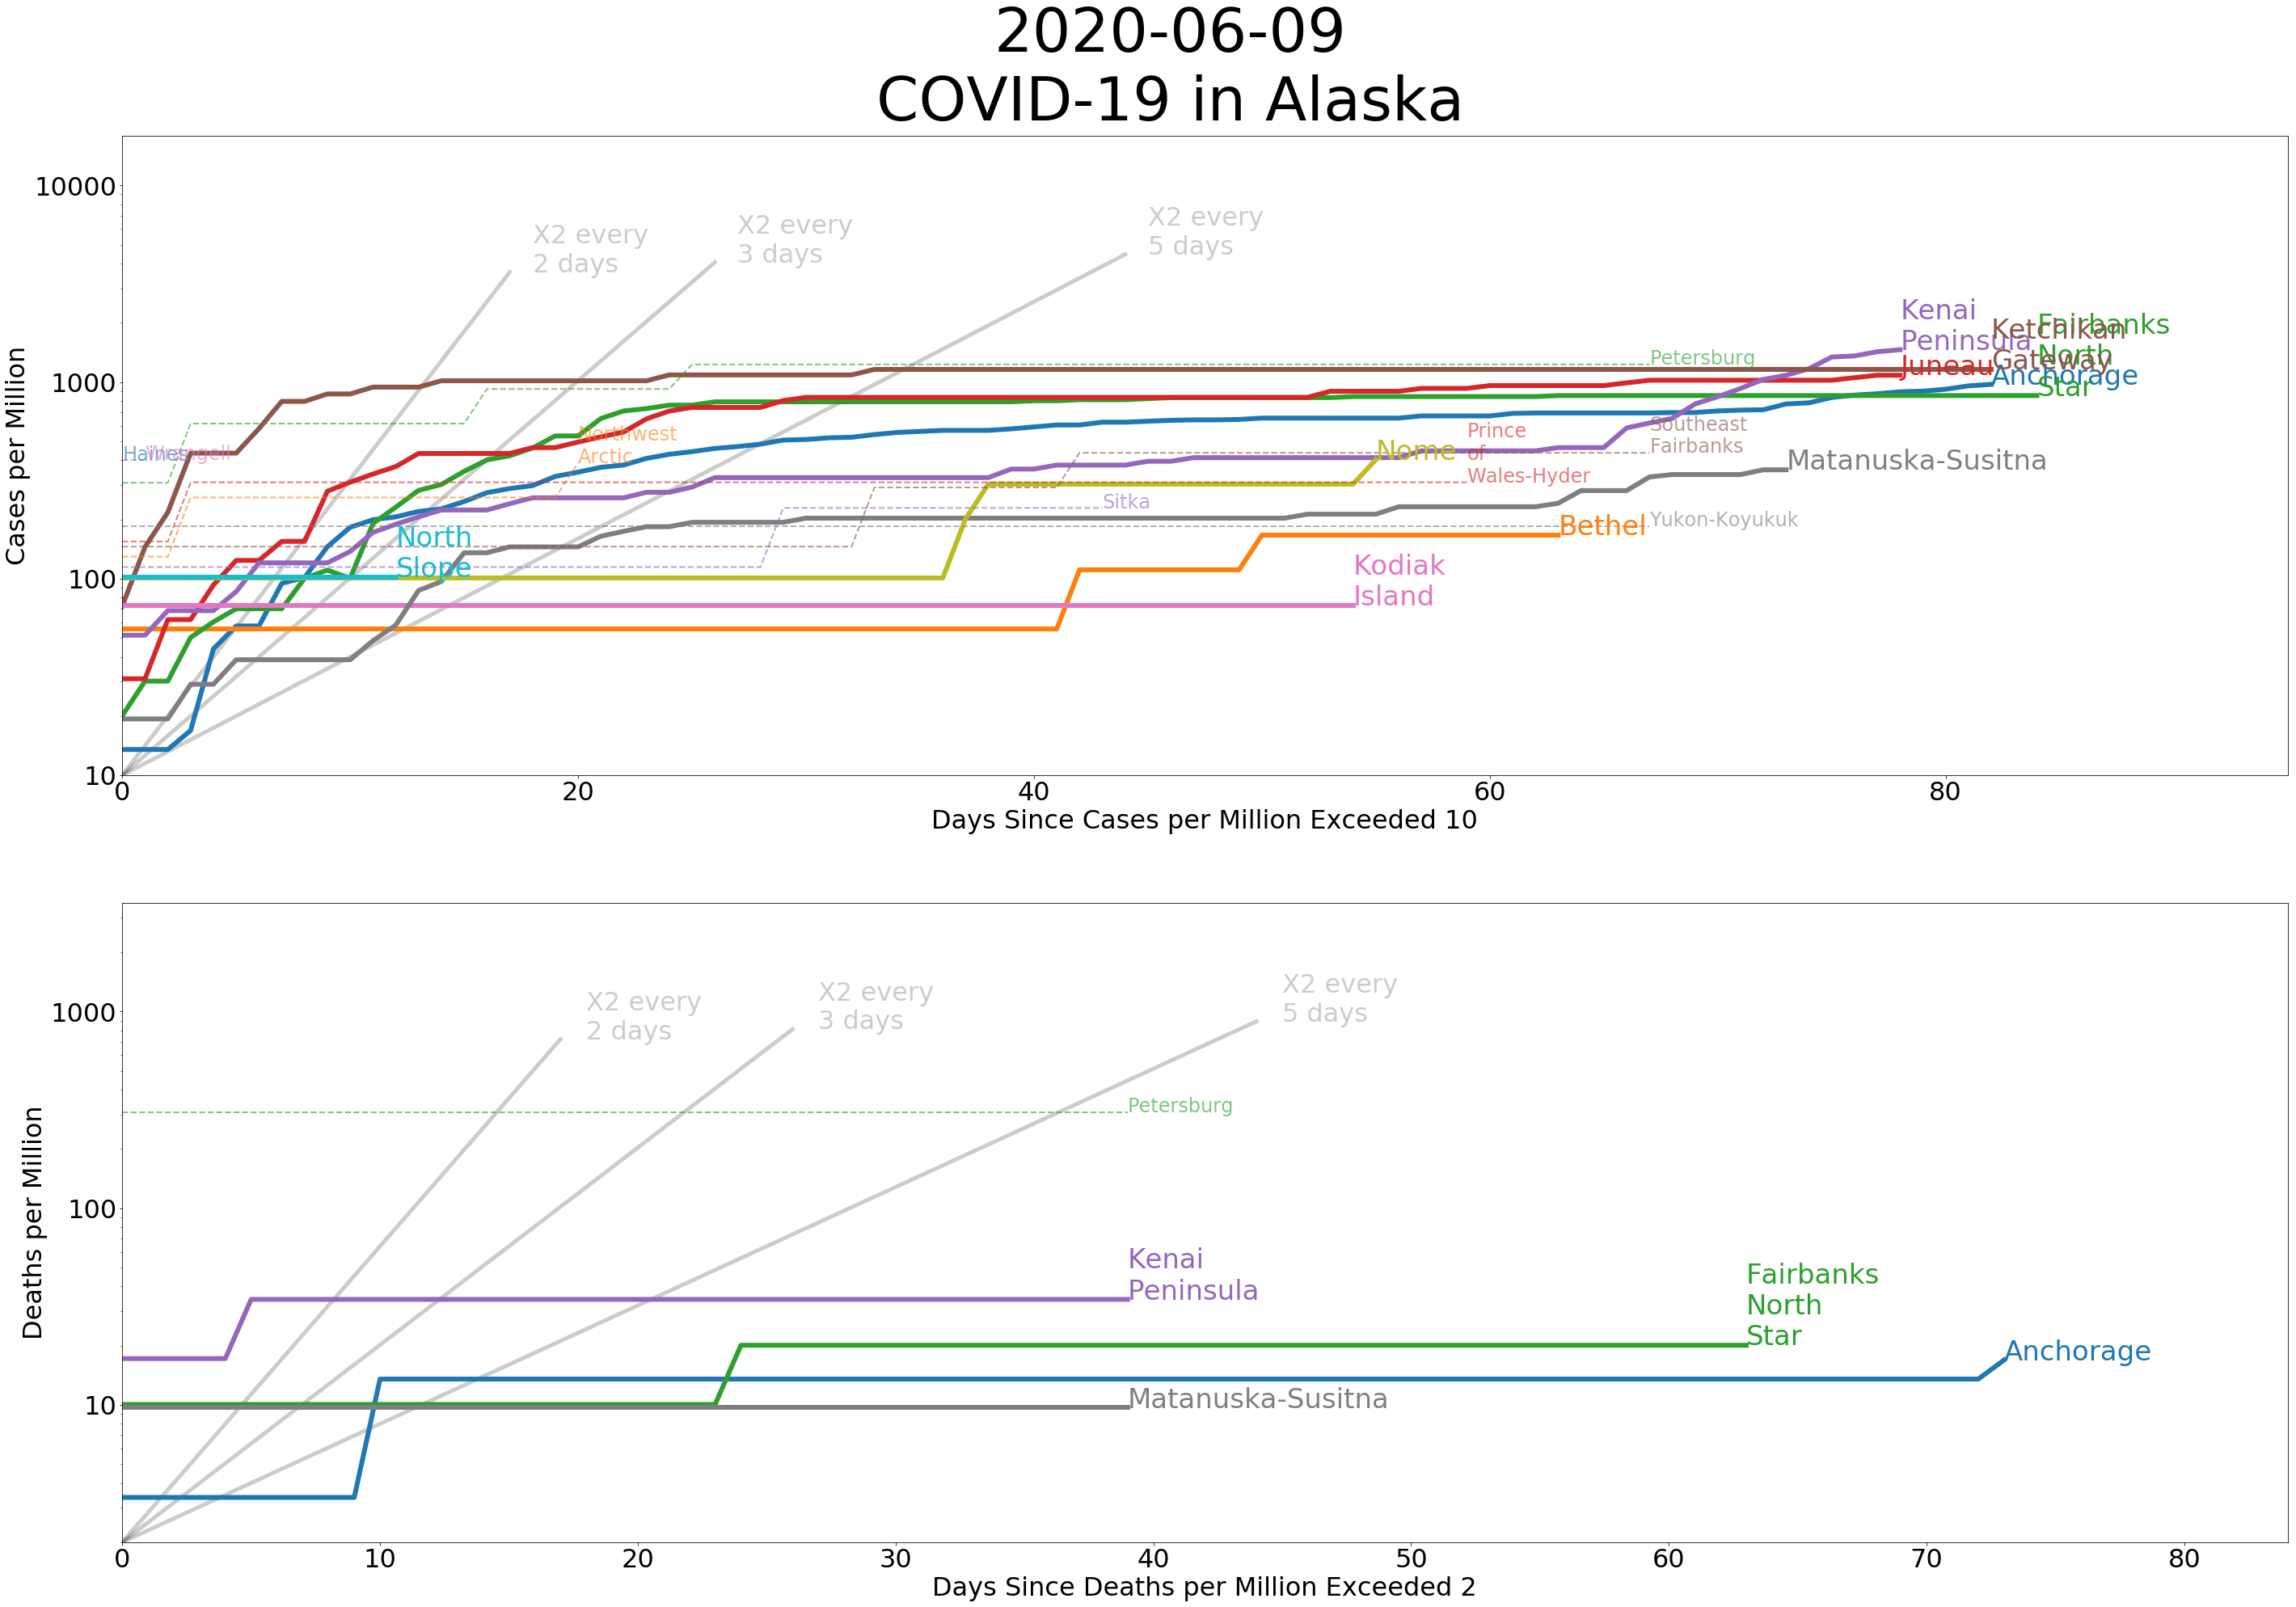 2020-06-09
COVID-19 in Alaska
Cases per Million
10000
1000
100
10
0
20
40
60
80
Days Since Cases per Million Exceeded 10
X2 every
2 days
X2 every
3 days
X2 every
5 days
Kenai
Peninsula
Ketchikan
Gateway
Fairbanks
North
Star
Juneau
Anchorage
Petersburg
Haines
Wrangell
Northwest
Arctic
Nome
Prince
of
Wales-Hyder
Southeast
Fairbanks
Matanuska-Susitna
Sitka
Yukon-Koyukuk
Bethel
North
Slope
Kodiak
Island
Deaths per Million
1000
100
10
0
10
20
30
40
50
60
70
80
Days Since Deaths per Million Exceeded 2
X2 every
2 days
X2 every
3 days
X2 every
5 days
Petersburg
Kenai
Peninsula
Fairbanks
North
Star
Anchorage
Matanuska-Susitna